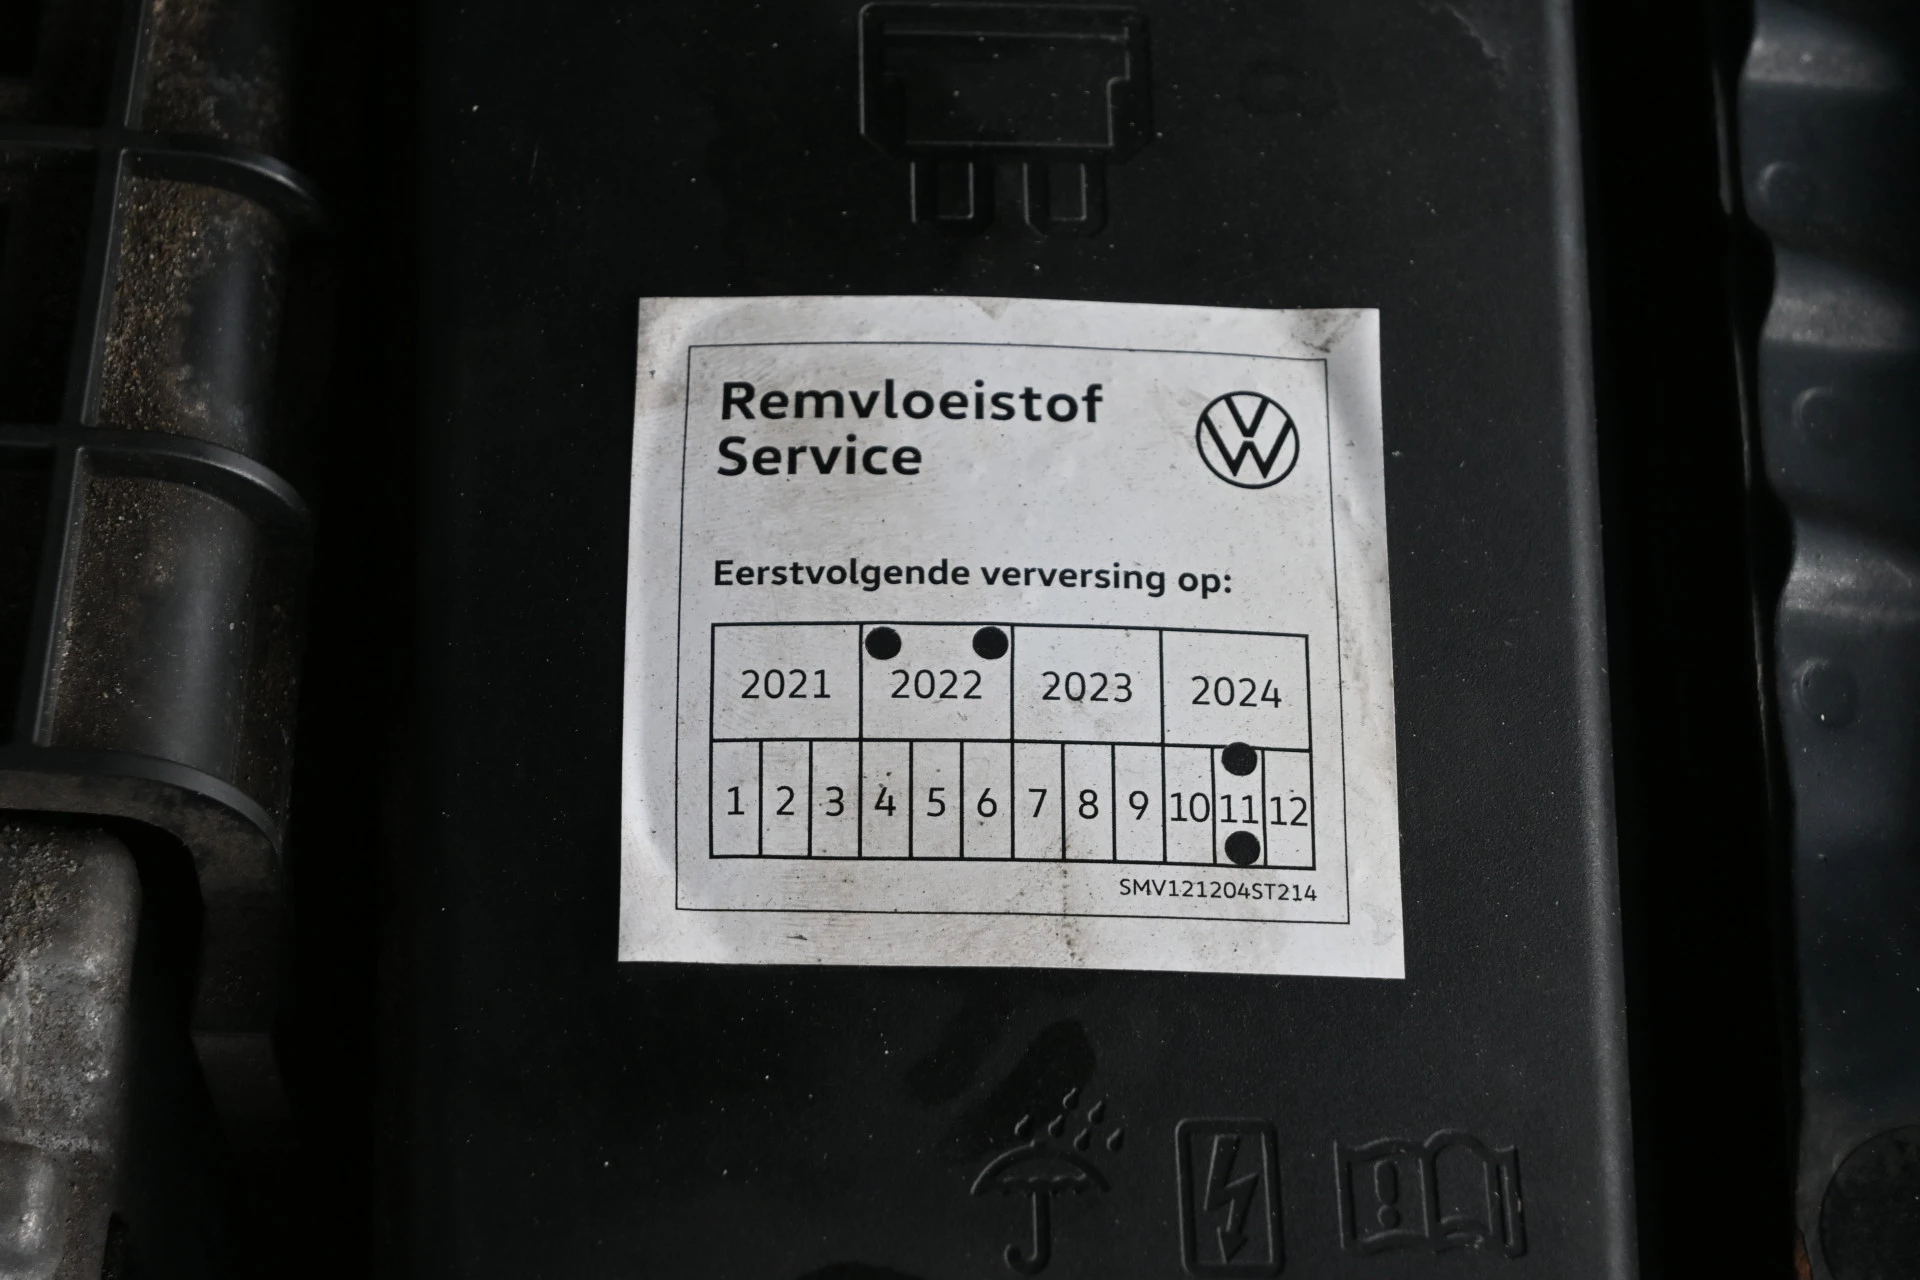 Remvloeistof
Service
Eerstvolgende verversing op:
2021 2022 2023 2024
1 2 3 4 5 6 7 8 9 10 11 12
SMV121204ST214